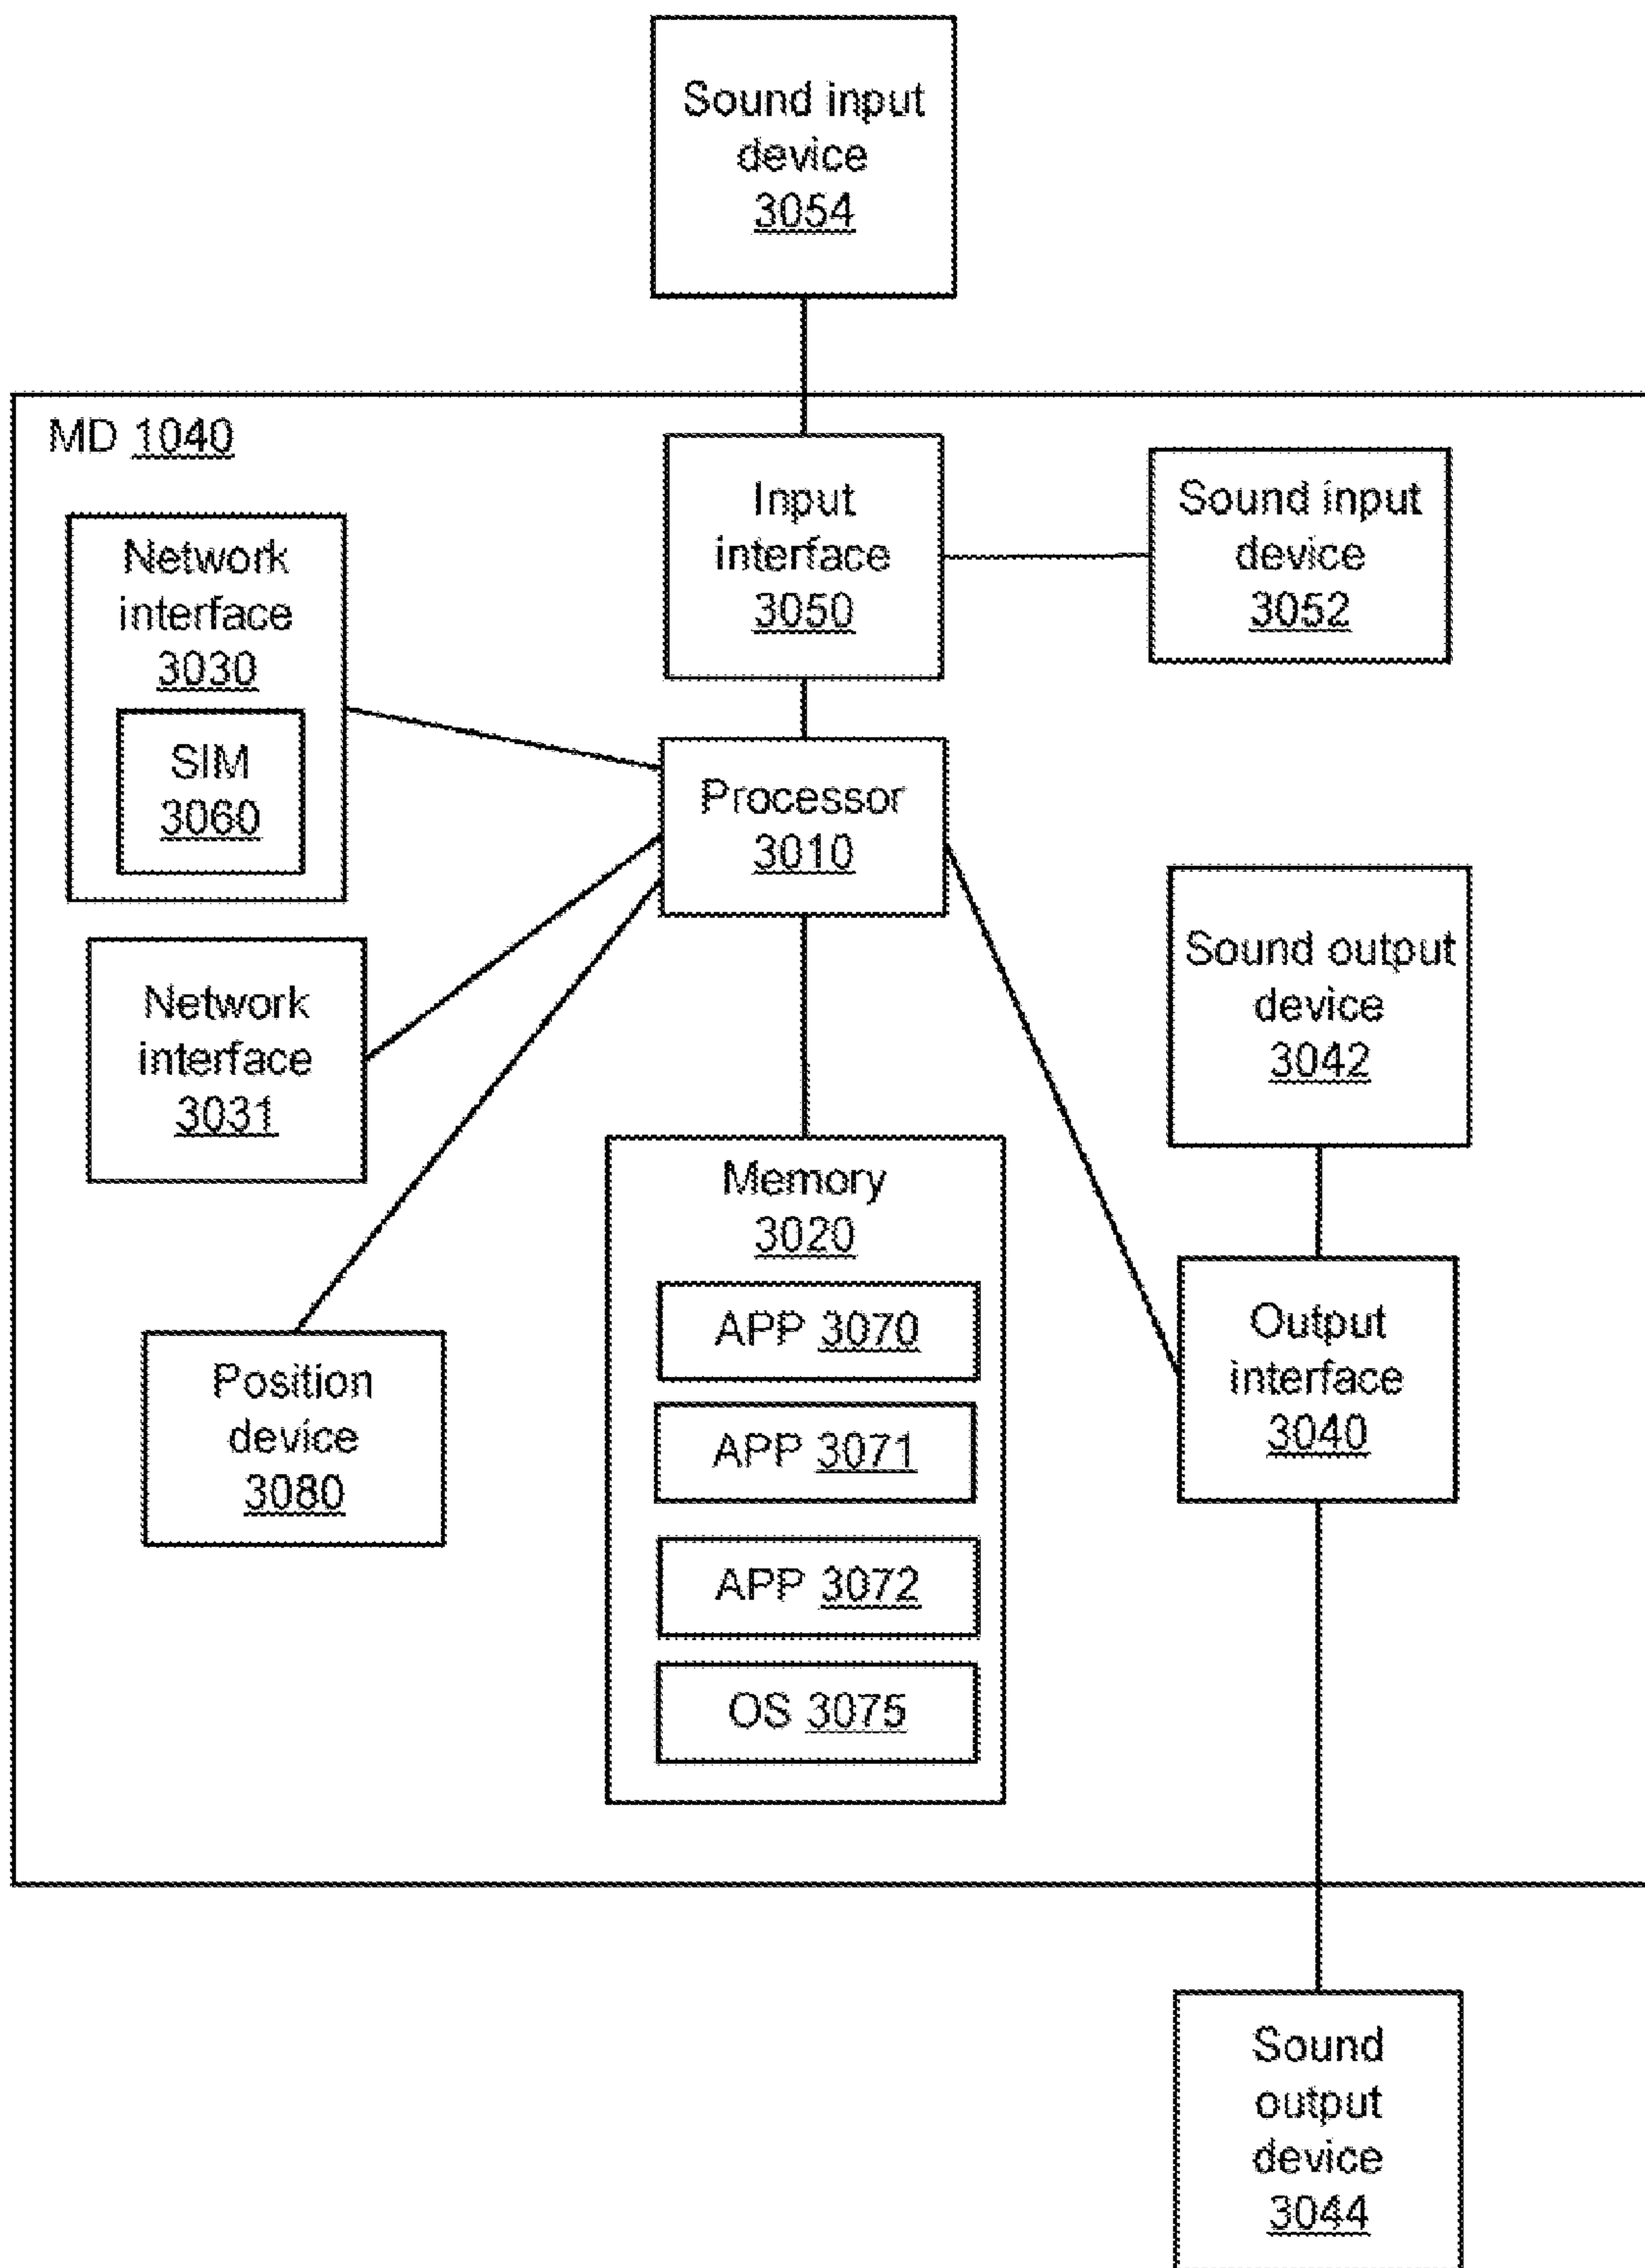 Sound input
device
3054
MD 1040
Input
interface
3050
Sound input
device
3052
Network
interface
3030
SIM
3060
Processor
3010
Sound output
device
3042
Network
interface
3031
Memory
3020
APP 3070
APP 3071
APP 3072
OS 3075
Output
interface
3040
Position
device
3080
Sound
output
device
3044